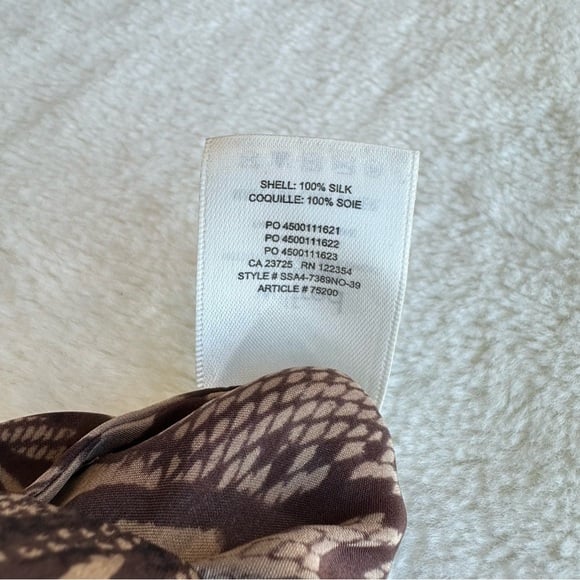 SHELL: 100% SILK
COQUILLE: 100% SOIE
PO 4500111621
PO 4500111622
PO 4500111623
CA 23725 RN 122354
STYLE # SSA4-7389NO-39
ARTICLE # 75200